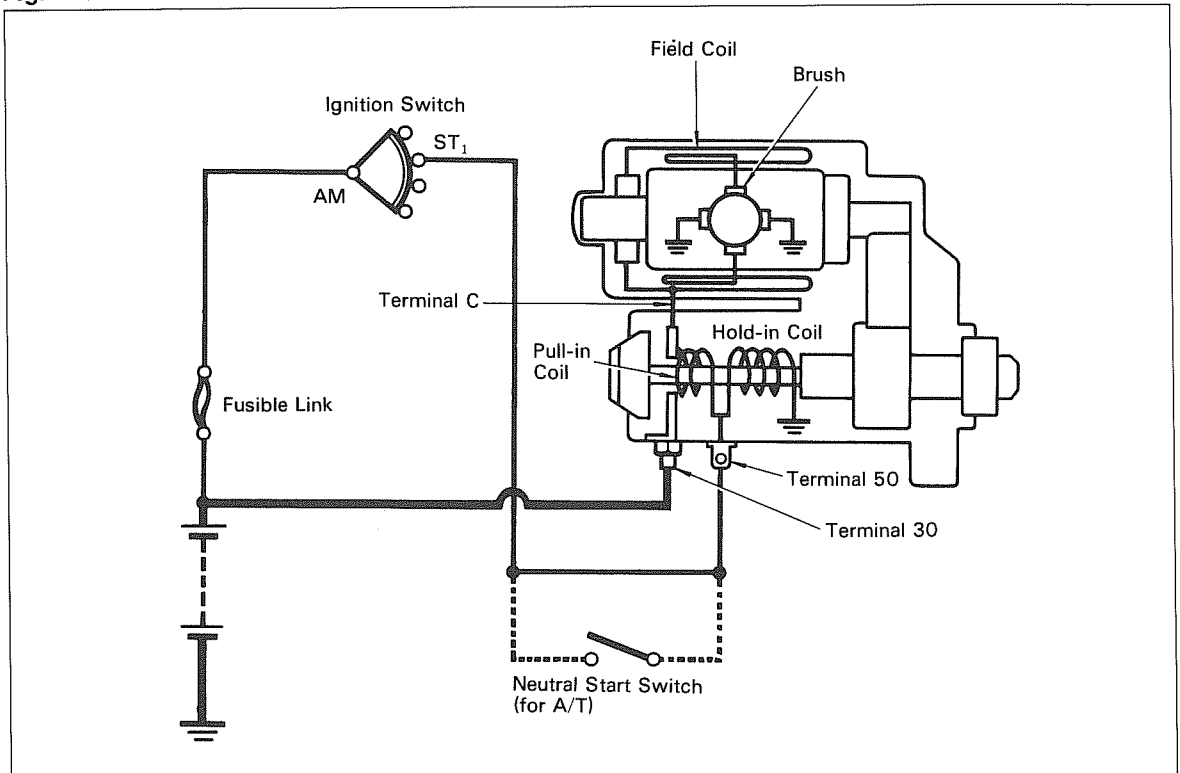 Field Coil
Brush
Ignition Switch
ST₁
AM
Terminal C
Hold-in Coil
Pull-in
Coil
Fusible Link
Terminal 50
Terminal 30
Neutral Start Switch
(for A/T)